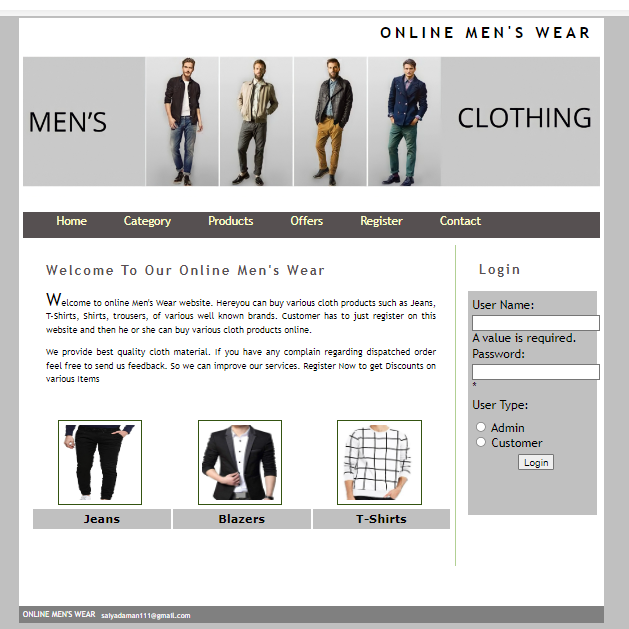 ONLINE MEN'S WEAR
MEN'S CLOTHING
Home Category Products Offers Register Contact
Welcome To Our Online Men's Wear
Welcome to online Men's Wear website. Hereyou can buy various cloth products such as Jeans,
T-Shirts, Shirts, trousers, of various well known brands. Customer has to just register on this
website and then he or she can buy various cloth products online.
We provide best quality cloth material. If you have any complain regarding dispatched order
feel free to send us feedback. So we can improve our services. Register Now to get Discounts on
various Items
Jeans Blazers T-Shirts
Login
User Name:
A value is required.
Password:
*
User Type:
Admin
Customer
Login
ONLINE MEN'S WEAR saiyadaman111@gmail.com